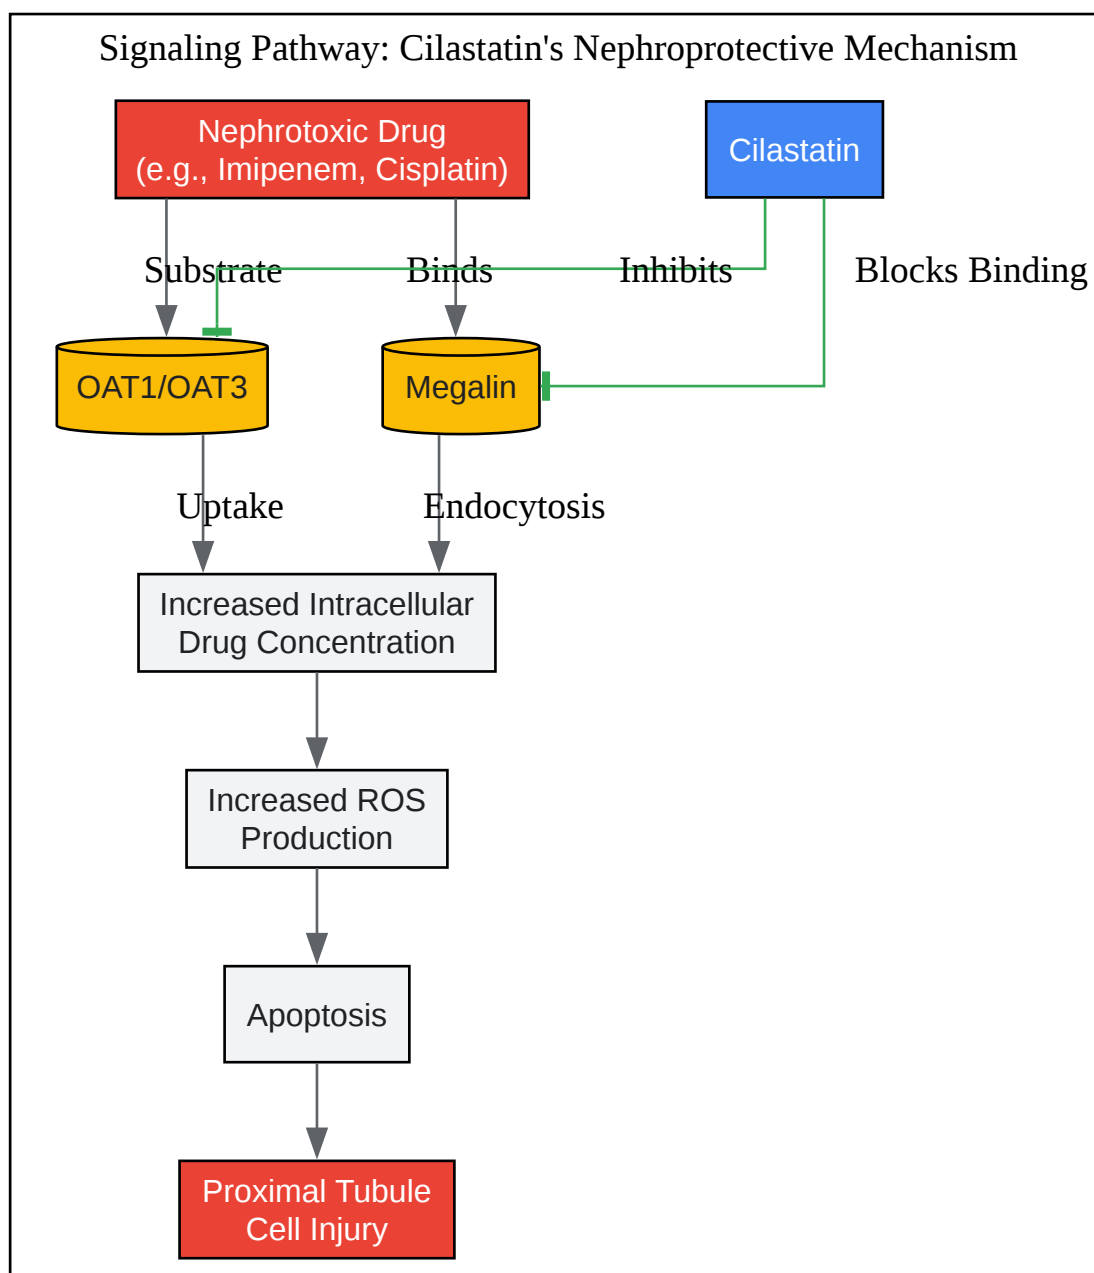 Signaling Pathway: Cilastatin's Nephroprotective Mechanism
Nephrotoxic Drug
(e.g., Imipenem, Cisplatin)
Cilastatin
Substrate
Binds
Inhibits
Blocks Binding
OAT1/OAT3
Megalin
Uptake
Endocytosis
Increased Intracellular
Drug Concentration
Increased ROS
Production
Apoptosis
Proximal Tubule
Cell Injury